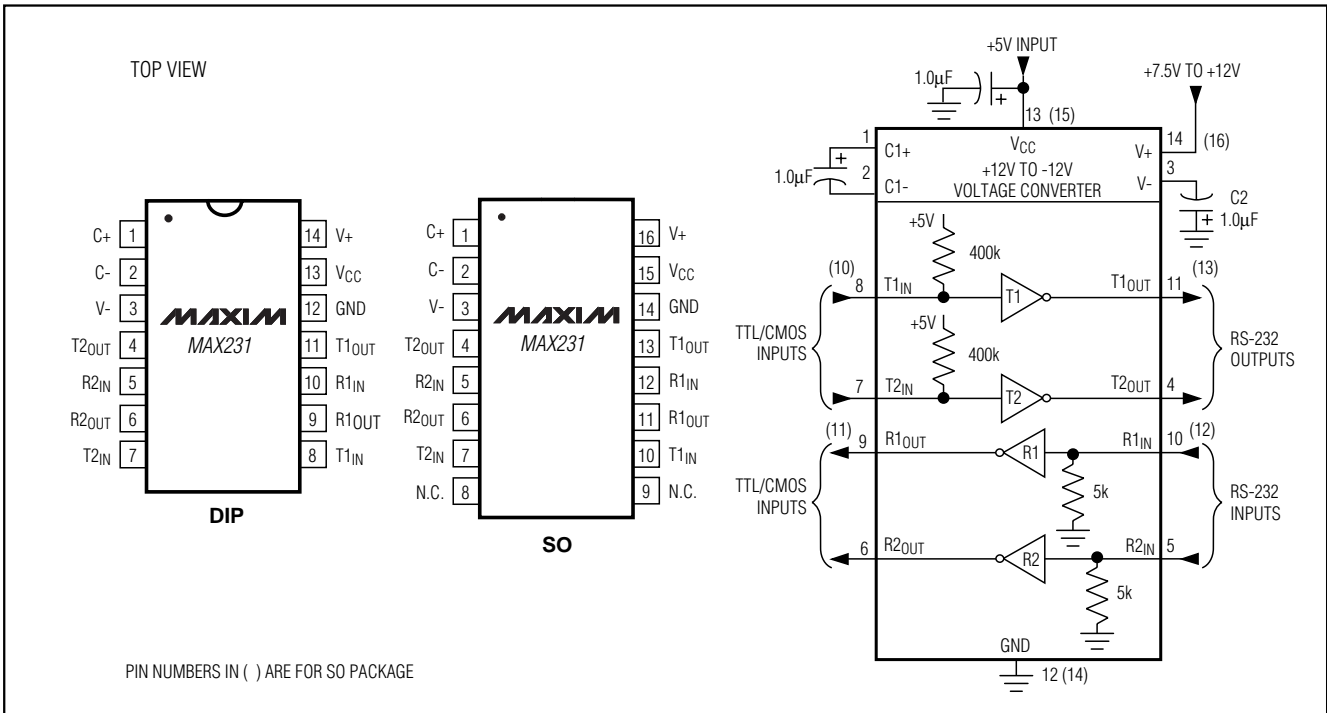 TOP VIEW
C+ 1
C- 2
V- 3
T2OUT 4
R2IN 5
R2OUT 6
T2IN 7
14 V+
13 VCC
12 GND
11 T1OUT
10 R1IN
9 R1OUT
8 T1IN
MAXIM
MAX231
DIP
C+ 1
C- 2
V- 3
T2OUT 4
R2IN 5
R2OUT 6
T2IN 7
N.C. 8
16 V+
15 VCC
14 GND
13 T1OUT
12 R1IN
11 R1OUT
10 T1IN
9 N.C.
MAXIM
MAX231
SO
PIN NUMBERS IN ( ) ARE FOR SO PACKAGE
+5V INPUT
1.0µF
+
+7.5V TO +12V
13 (15)
1
C1+
VCC
V+
14
(16)
+
1.0µF
2
C1-
+12V TO -12V
VOLTAGE CONVERTER
V-
3
C2
+ 1.0µF
+5V
400k
(10)
8
T1IN
T1
T1OUT
11
(13)
+5V
400k
TTL/CMOS
INPUTS
RS-232
OUTPUTS
7
T2IN
T2
T2OUT
4
(11)
9
R1OUT
R1
R1IN
10
(12)
5k
TTL/CMOS
INPUTS
RS-232
INPUTS
6
R2OUT
R2
R2IN
5
5k
GND
12 (14)